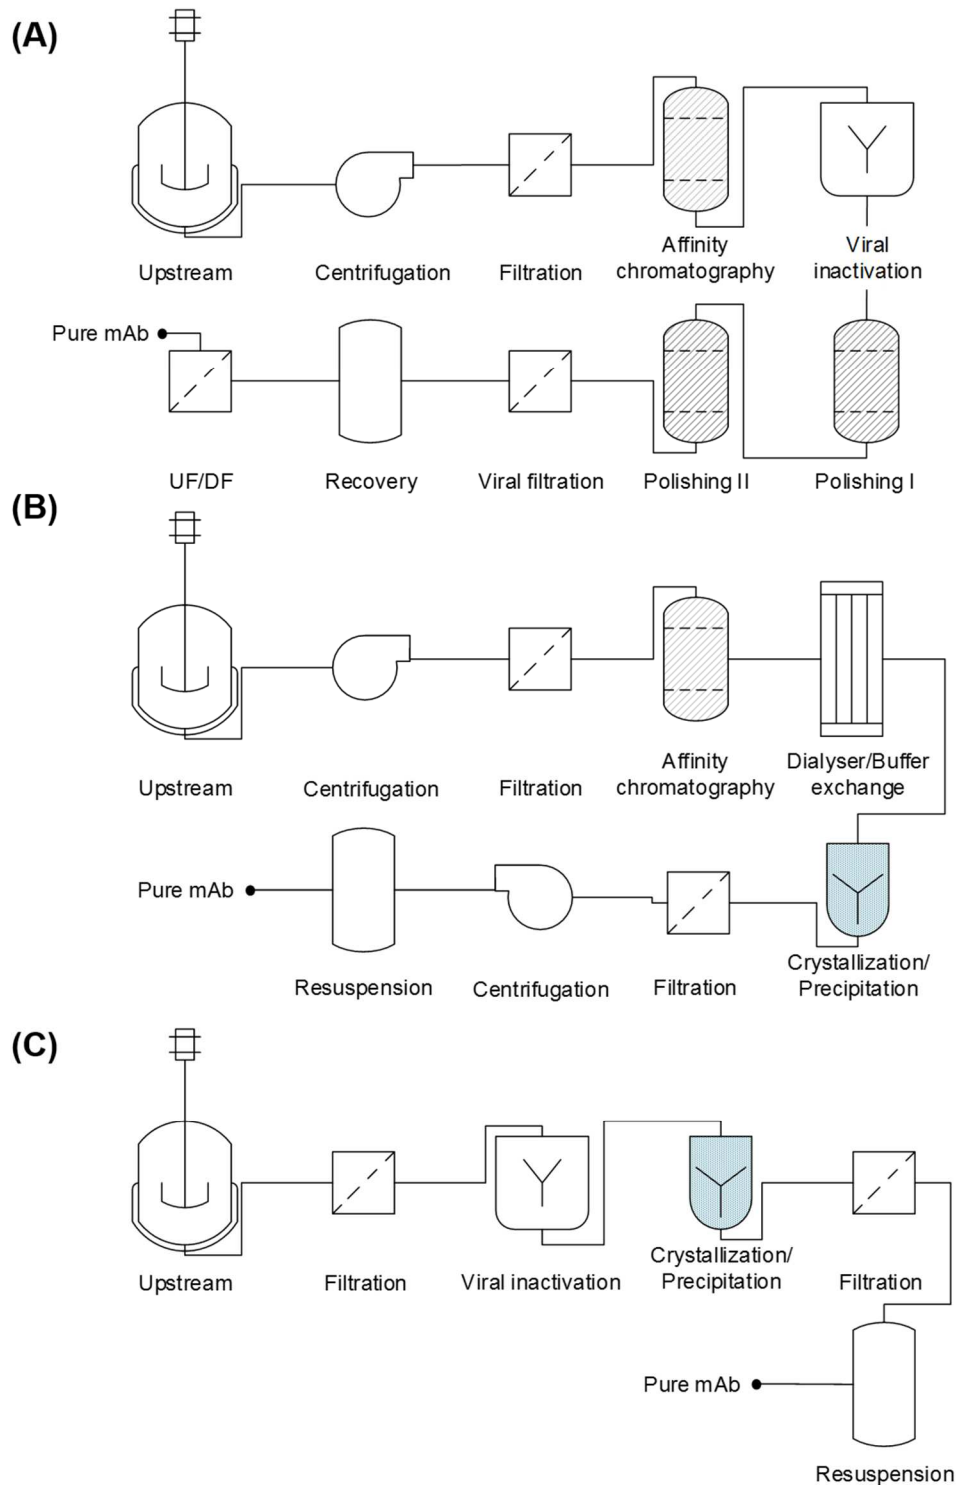 (A)
Upstream
Centrifugation
Filtration
Affinity
chromatography
Viral
inactivation
Pure mAb
UF/DF
Recovery
Viral filtration
Polishing II
Polishing I
(B)
Upstream
Centrifugation
Filtration
Affinity
chromatography
Dialyser/Buffer
exchange
Pure mAb
Resuspension
Centrifugation
Filtration
Crystallization/
Precipitation
(C)
Upstream
Filtration
Viral inactivation
Crystallization/
Precipitation
Filtration
Pure mAb
Resuspension